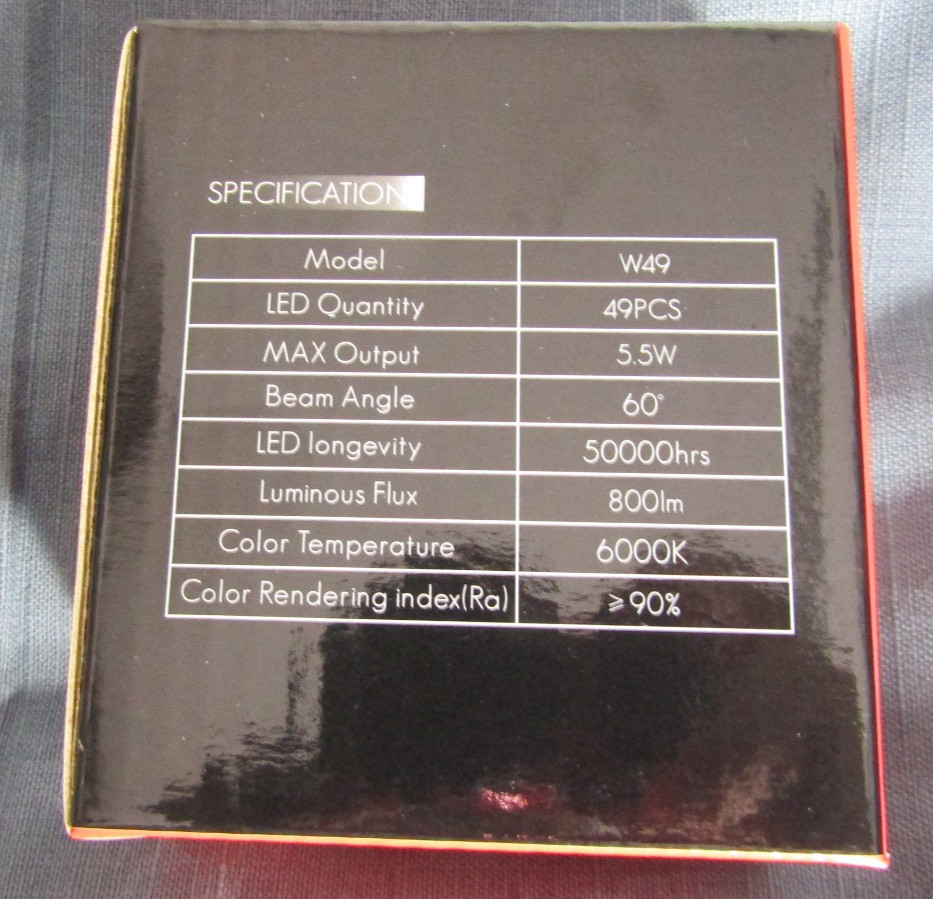 SPECIFICATION
Model W49
LED Quantity 49PCS
MAX Output 5.5W
Beam Angle 60°
LED longevity 50000hrs
Luminous Flux 800lm
Color Temperature 6000K
Color Rendering index(Ra) ⩾90%